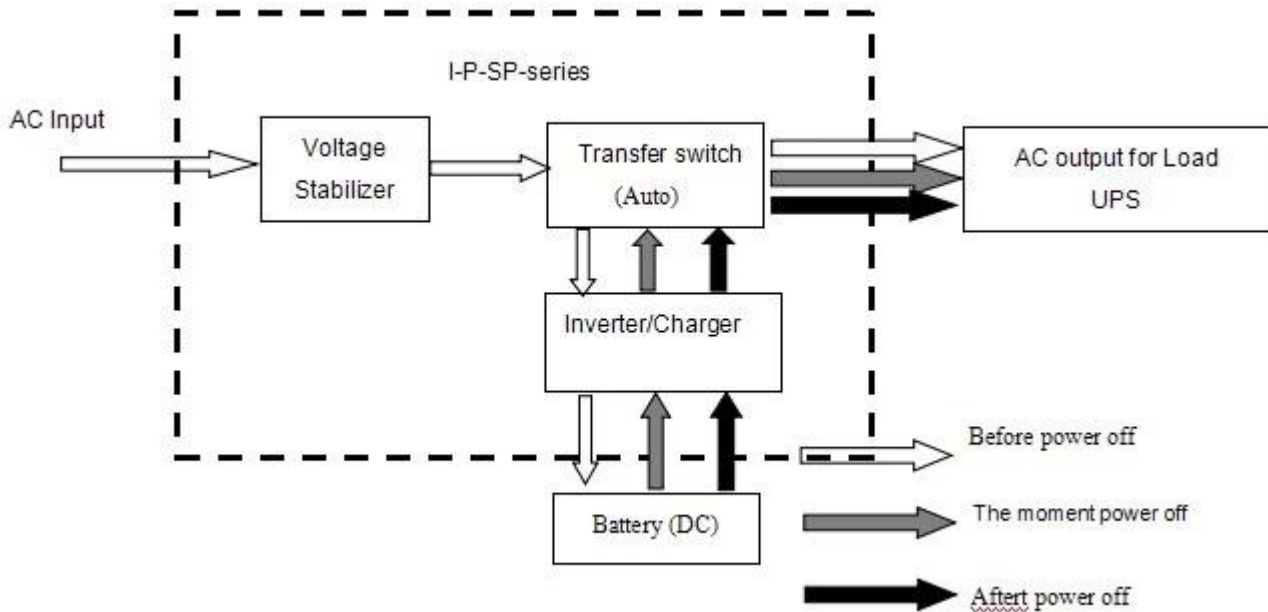 I-P-SP-series
AC Input
Voltage
Stabilizer
Transfer switch
(Auto)
AC output for Load
UPS
Inverter/Charger
Battery (DC)
Before power off
The moment power off
Aftert power off